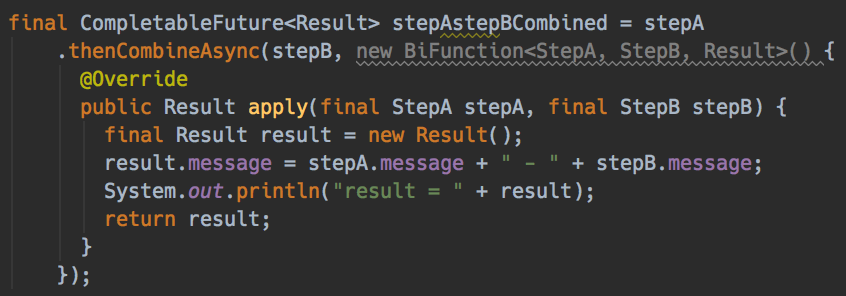 final CompletableFuture<Result> stepAstepBCombined = stepA
.thenCombineAsync(stepB, new BiFunction<StepA, StepB, Result>() {
@Override
public Result apply(final StepA stepA, final StepB stepB) {
final Result result = new Result();
result.message = stepA.message + " - " + stepB.message;
System.out.println("result = " + result);
return result;
}
});